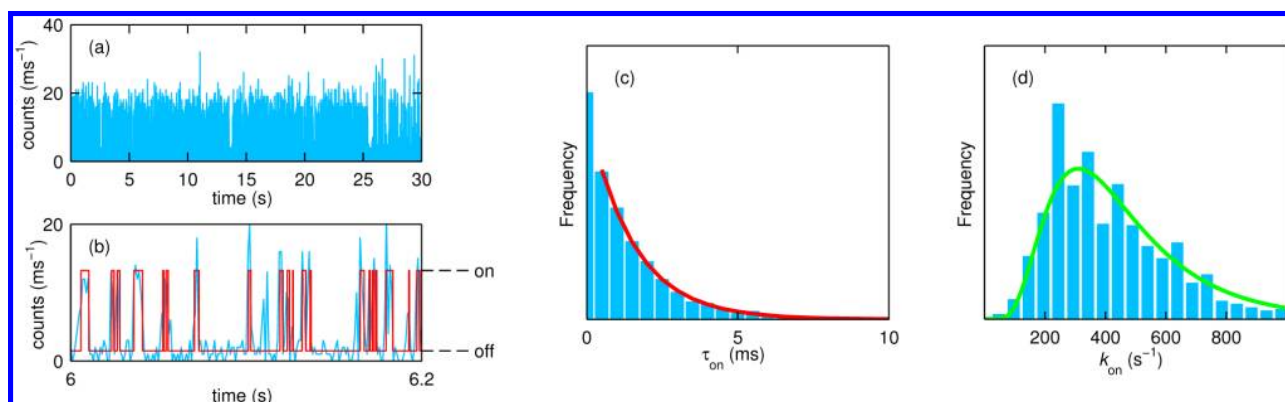 40
(a)
20
0
counts (ms⁻¹)
0 5 10 15 20 25 30
time (s)
20
(b)
10
0
counts (ms⁻¹)
on
off
6 6.2
time (s)
(c)
Frequency
0 5 10
τon (ms)
(d)
Frequency
200 400 600 800
kon (s⁻¹)